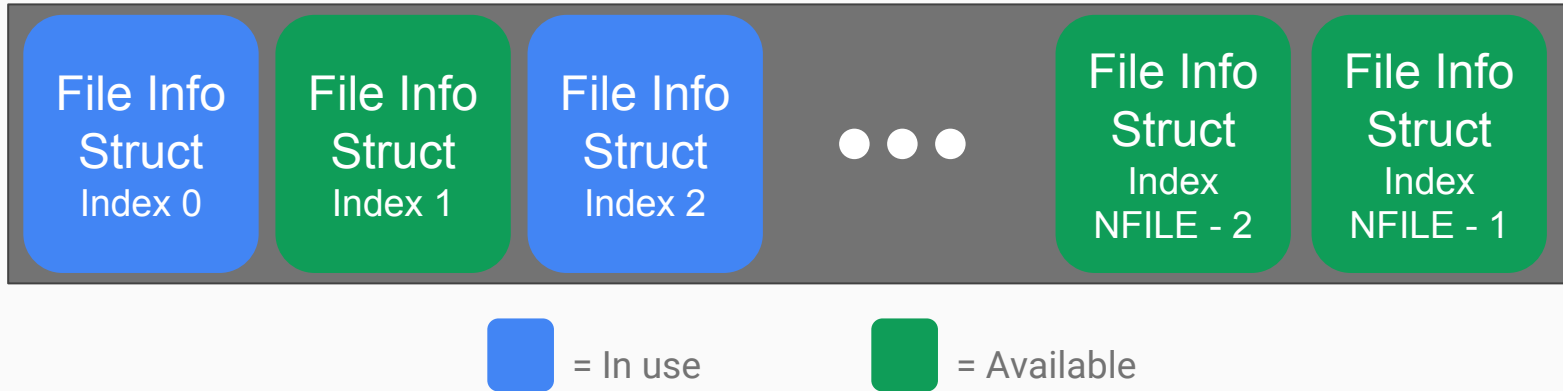 File Info
Struct
Index 0
File Info
Struct
Index 1
File Info
Struct
Index 2
File Info
Struct
Index
NFILE - 2
File Info
Struct
Index
NFILE - 1
= In use
= Available